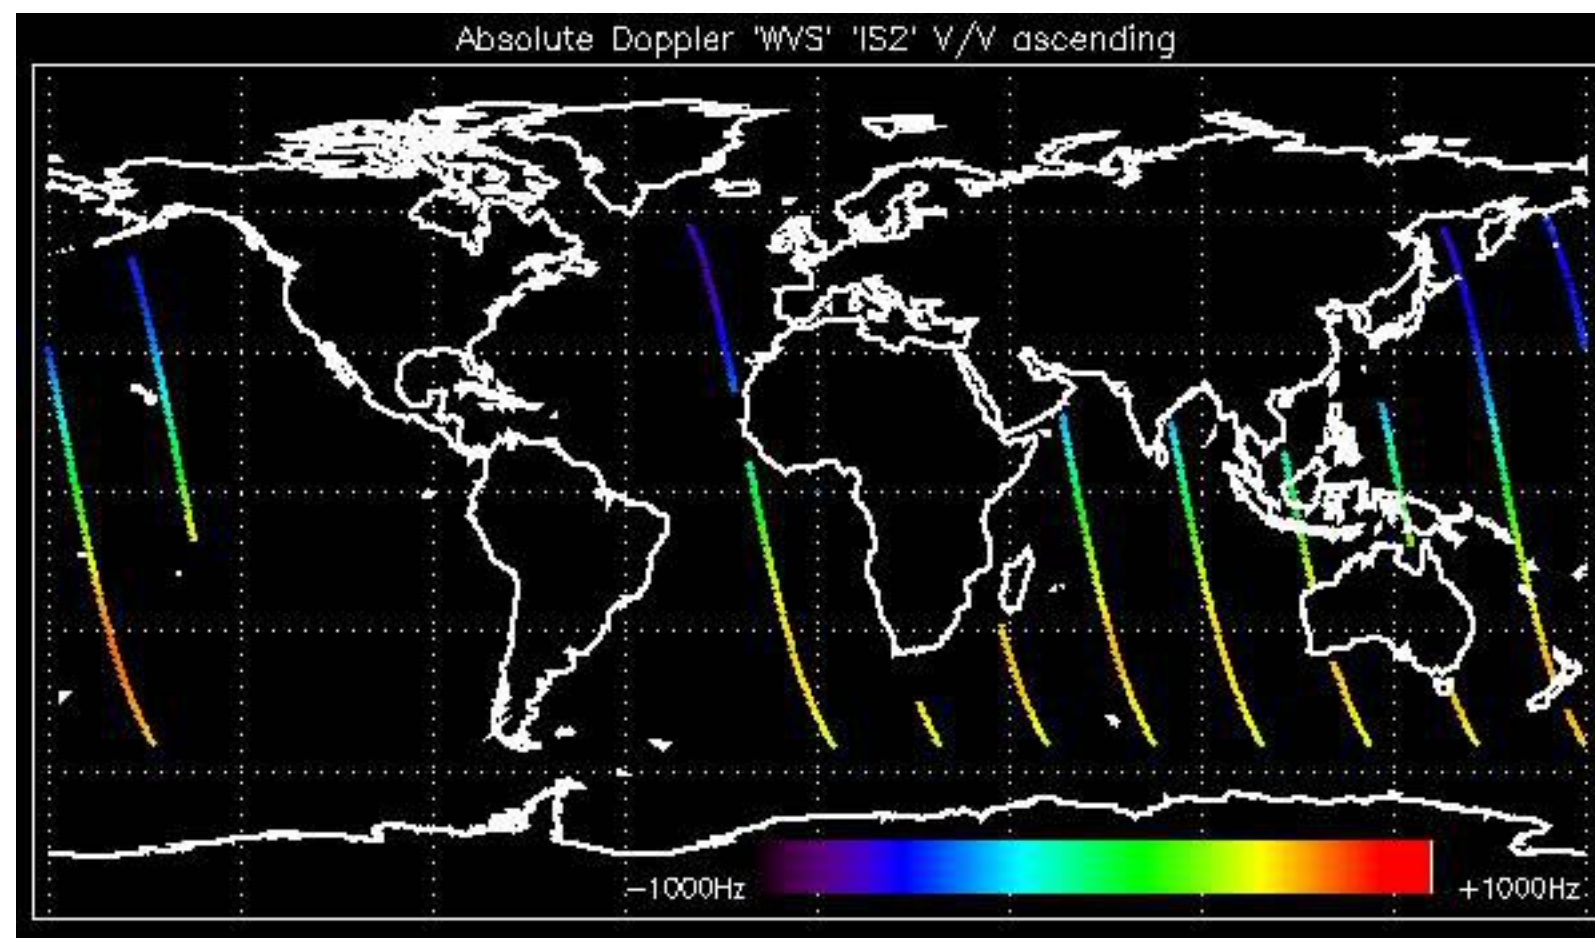 Absolute Doppler 'WVS' 'IS2' V/V ascending
−1000Hz +1000Hz